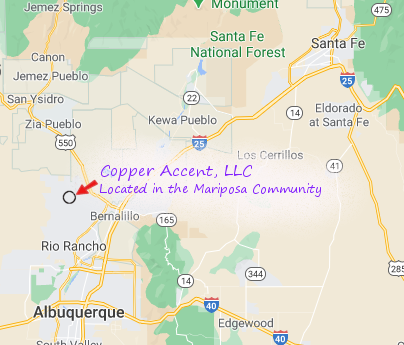 Jemez Springs
Monument
475
Santa Fe
National Forest
Santa Fe
Canon
Jemez Pueblo
25
San Ysidro
22
Eldorado
at Santa Fe
14
Zia Pueblo
Kewa Pueblo
550
25
Los Cerrillos
41
Copper Accent, LLC
Located in the Mariposa Community
Bernalillo
165
Rio Rancho
14
344
285
Albuquerque
40
Edgewood
40
South Valley